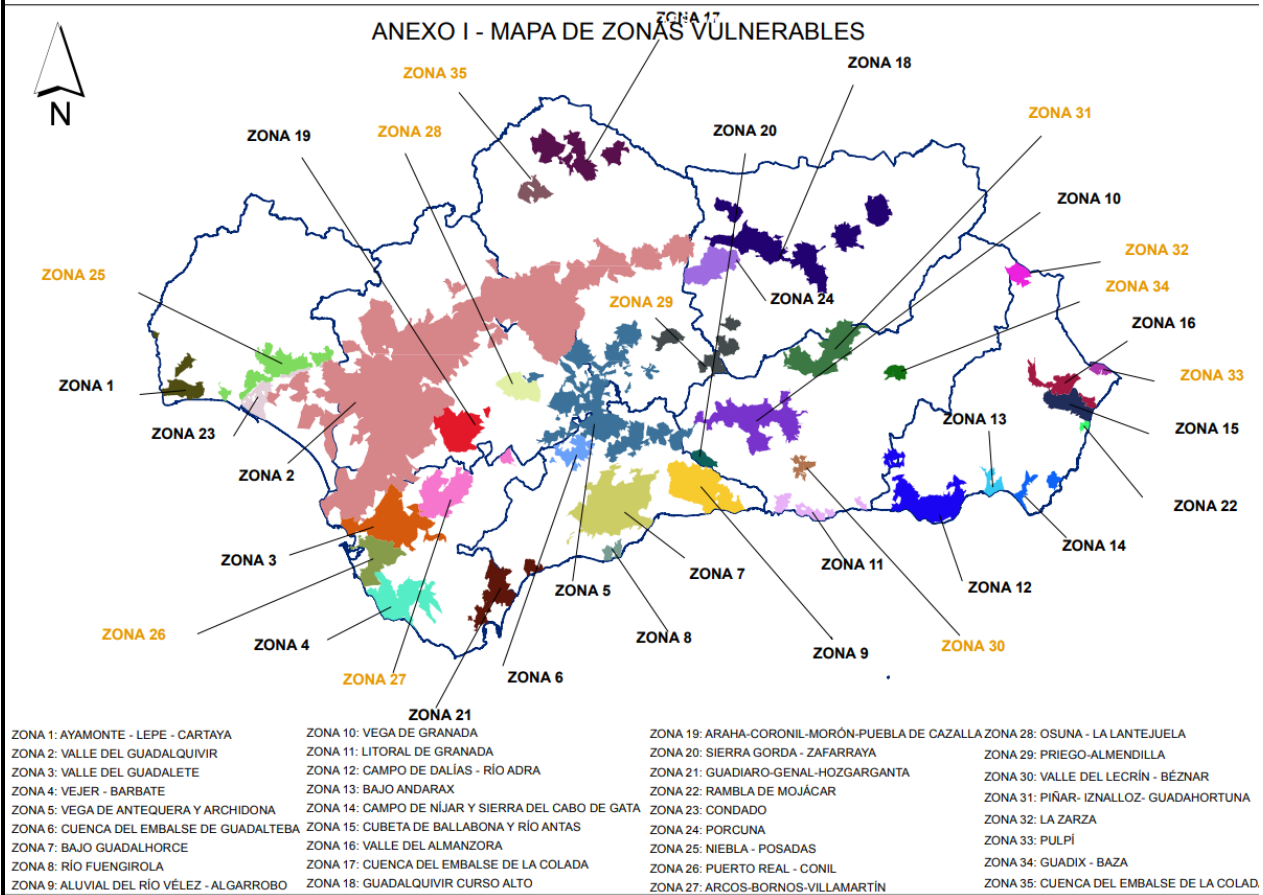 ZONA 17
ANEXO I - MAPA DE ZONAS VULNERABLES
ZONA 35
ZONA 18
ZONA 31
ZONA 19
ZONA 28
ZONA 20
ZONA 10
ZONA 25
ZONA 32
ZONA 34
ZONA 29
ZONA 24
ZONA 16
ZONA 1
ZONA 33
ZONA 23
ZONA 13
ZONA 15
ZONA 2
ZONA 22
ZONA 14
ZONA 3
ZONA 7
ZONA 11
ZONA 12
ZONA 5
ZONA 26
ZONA 4
ZONA 8
ZONA 9
ZONA 30
ZONA 27
ZONA 6
ZONA 21
N
ZONA 1: AYAMONTE - LEPE - CARTAYA
ZONA 2: VALLE DEL GUADALQUIVIR
ZONA 3: VALLE DEL GUADALETE
ZONA 4: VEJER - BARBATE
ZONA 5: VEGA DE ANTEQUERA Y ARCHIDONA
ZONA 6: CUENCA DEL EMBALSE DE GUADALTEBA
ZONA 7: BAJO GUADALHORCE
ZONA 8: RÍO FUENGIROLA
ZONA 9: ALUVIAL DEL RÍO VÉLEZ - ALGARROBO
ZONA 10: VEGA DE GRANADA
ZONA 11: LITORAL DE GRANADA
ZONA 12: CAMPO DE DALÍAS - RÍO ADRA
ZONA 13: BAJO ANDARAX
ZONA 14: CAMPO DE NÍJAR Y SIERRA DEL CABO DE GATA
ZONA 15: CUBETA DE BALLABONA Y RÍO ANTAS
ZONA 16: VALLE DEL ALMANZORA
ZONA 17: CUENCA DEL EMBALSE DE LA COLADA
ZONA 18: GUADALQUIVIR CURSO ALTO
ZONA 19: ARAHA-CORONIL-MORÓN-PUEBLA DE CAZALLA
ZONA 20: SIERRA GORDA - ZAFARRAYA
ZONA 21: GUADIARO-GENAL-HOZGARGANTA
ZONA 22: RAMBLA DE MOJÁCAR
ZONA 23: CONDADO
ZONA 24: PORCUNA
ZONA 25: NIEBLA - POSADAS
ZONA 26: PUERTO REAL - CONIL
ZONA 27: ARCOS-BORNOS-VILLAMARTÍN
ZONA 28: OSUNA - LA LANTEJUELA
ZONA 29: PRIEGO-ALMENDILLA
ZONA 30: VALLE DEL LECRÍN - BÉZNAR
ZONA 31: PIÑAR- IZNALLOZ- GUADAHORTUNA
ZONA 32: LA ZARZA
ZONA 33: PULPÍ
ZONA 34: GUADIX - BAZA
ZONA 35: CUENCA DEL EMBALSE DE LA COLADA